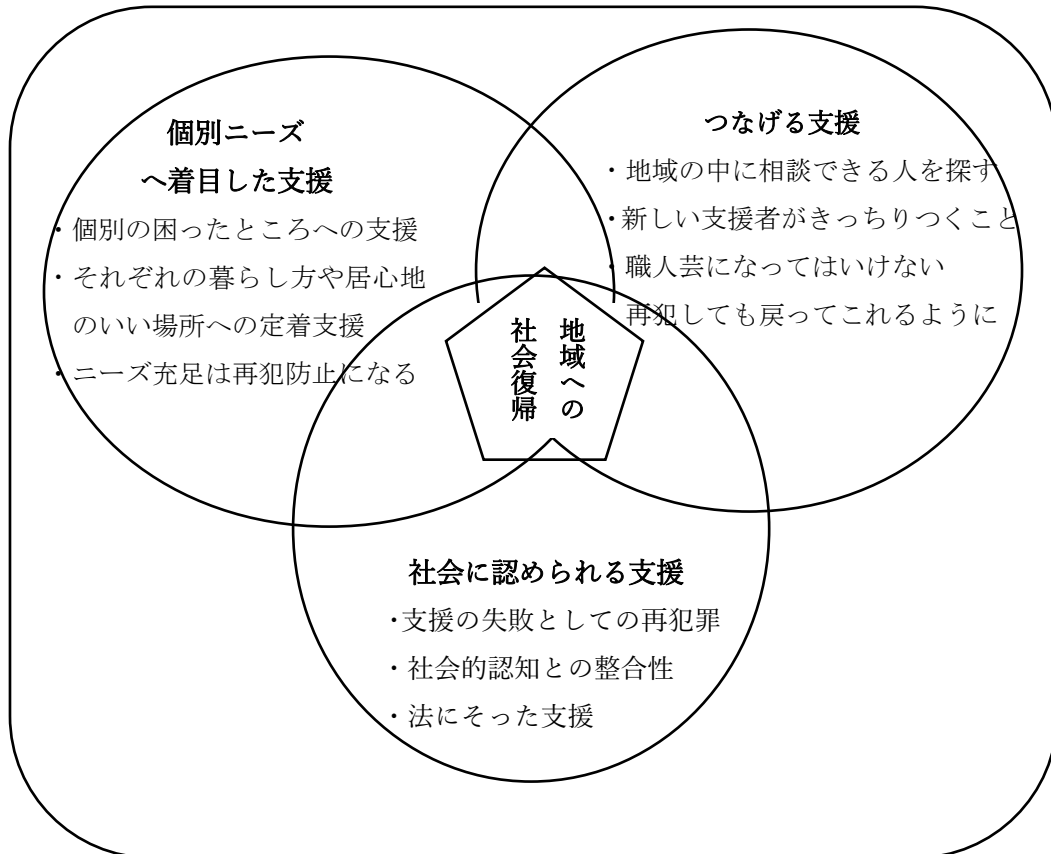 個別ニーズ
へ着目した支援
・個別の困ったところへの支援
・それぞれの暮らし方や居心地
のいい場所への定着支援
・ニーズ充足は再犯防止になる
つなげる支援
・地域の中に相談できる人を探す
・新しい支援者がきっちりつくこと
・職人芸になってはいけない
再犯しても戻ってこれるように
地域への
社会復帰
社会に認められる支援
・支援の失敗としての再犯罪
・社会的認知との整合性
・法にそった支援